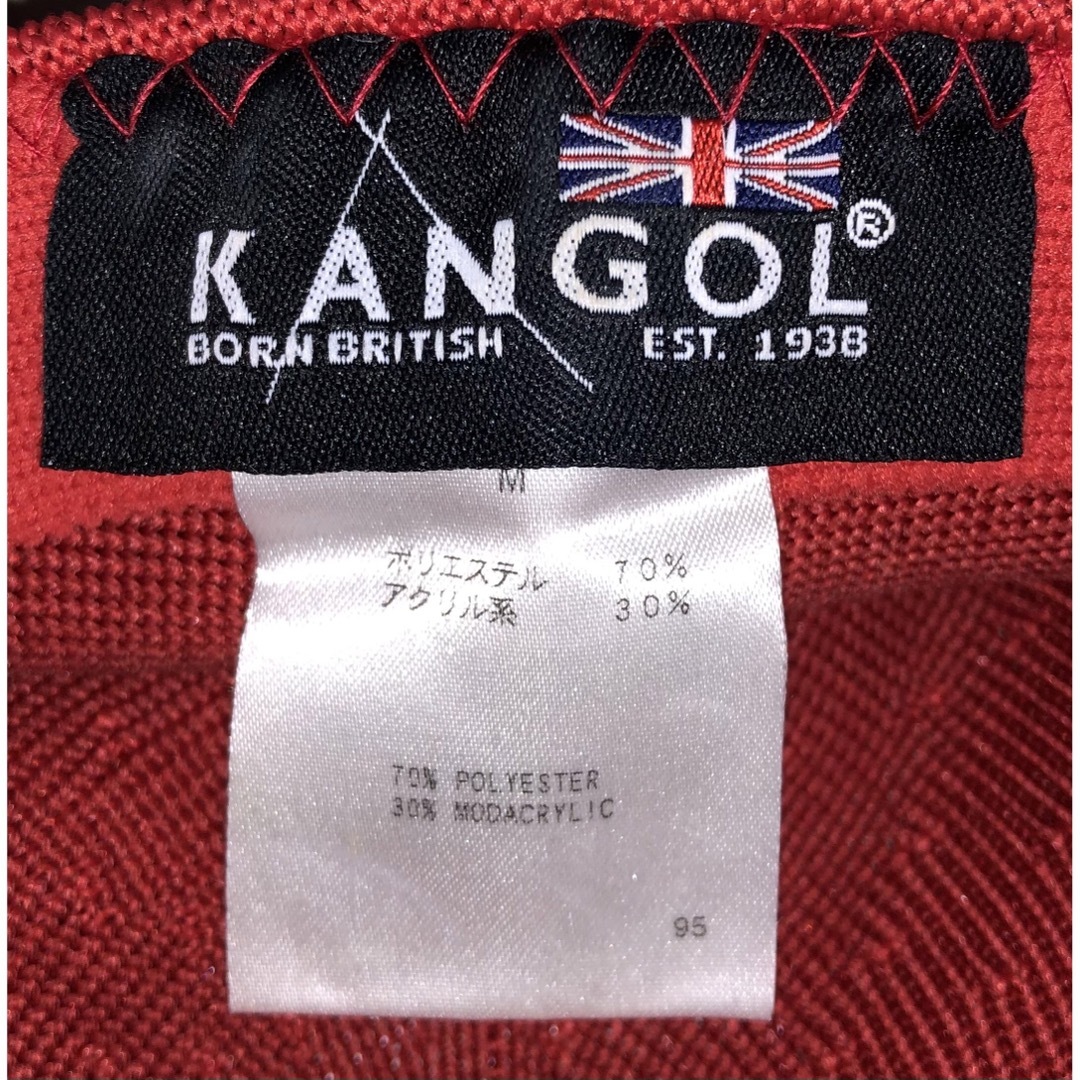 KANGOL®
BORN BRITISH EST. 1938
M
ポリエステル 70%
アクリル系 30%
70% POLYESTER
30% MODACRYLIC
95